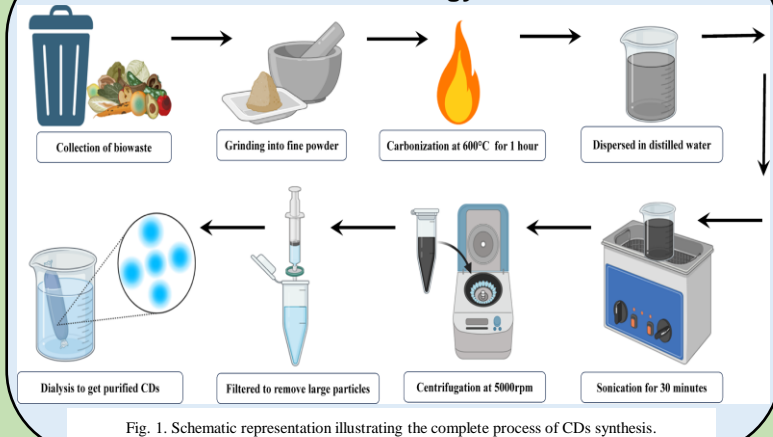 Collection of biowaste
Grinding into fine powder
Carbonization at 600°C for 1 hour
Dispersed in distilled water
Dialysis to get purified CDs
Filtered to remove large particles
Centrifugation at 5000rpm
Sonication for 30 minutes
Fig. 1. Schematic representation illustrating the complete process of CDs synthesis.